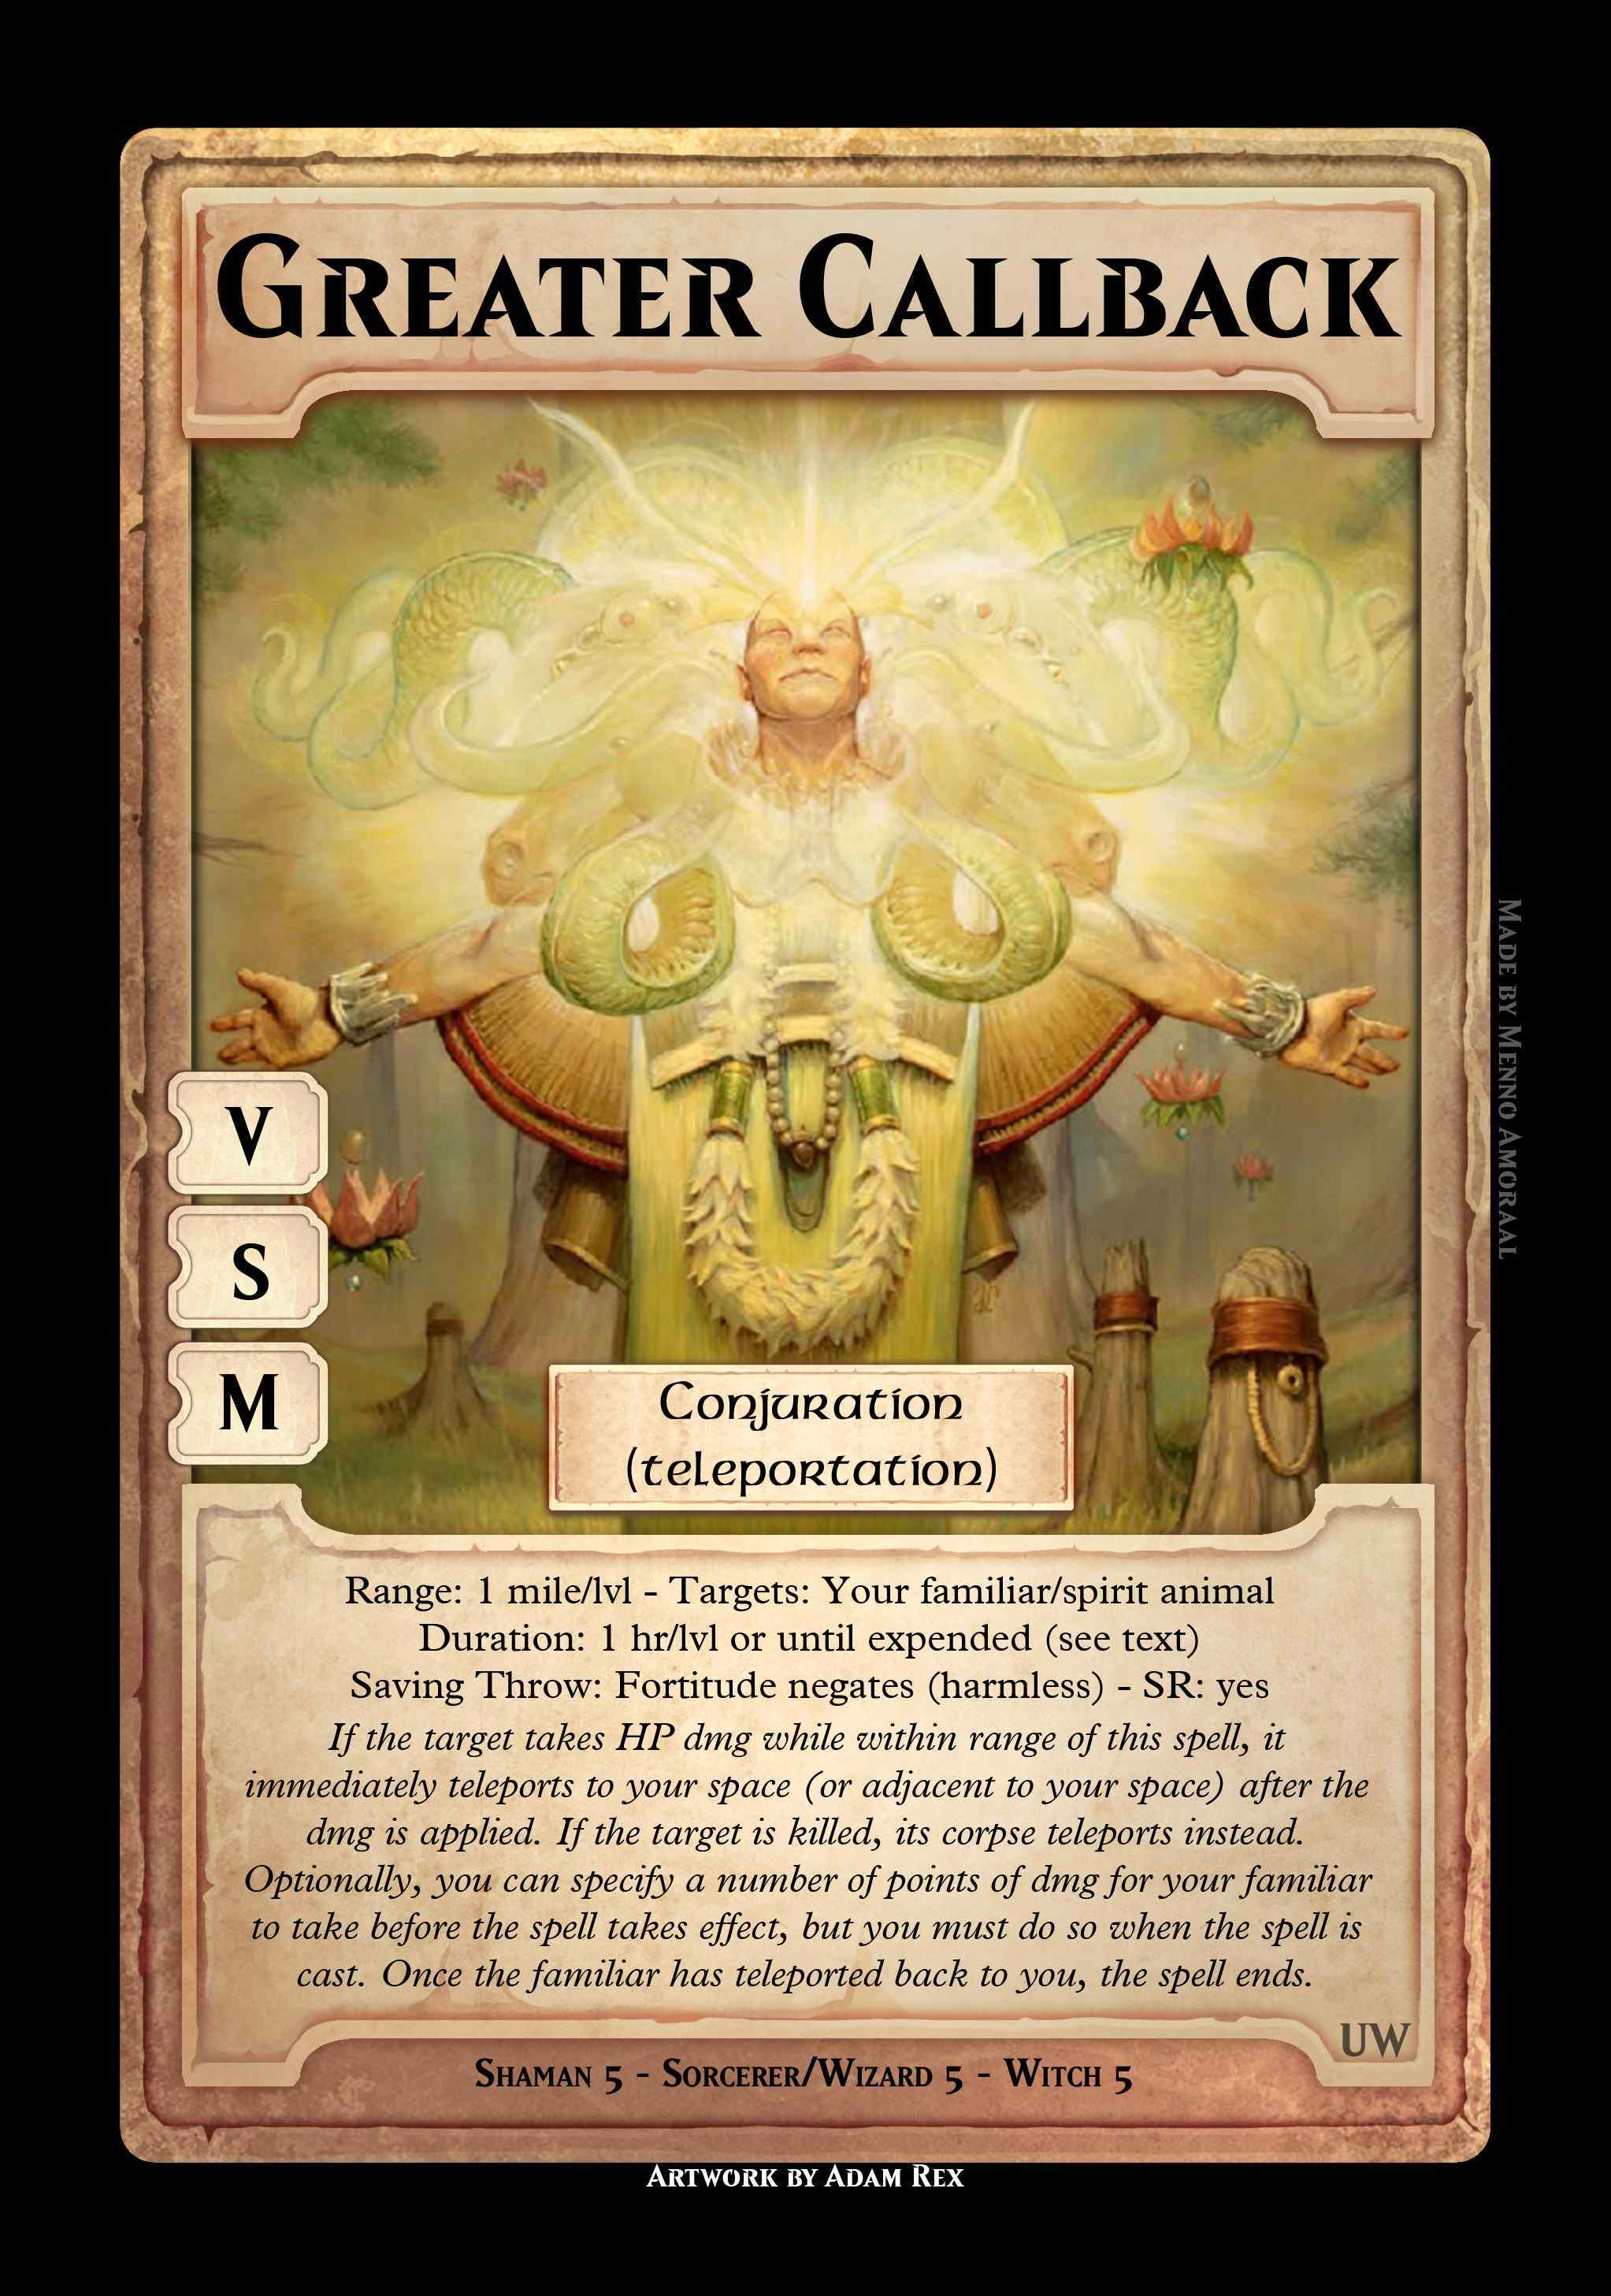 Greater Callback
V
S
M
Conjuration
(teleportation)
Range: 1 mile/lvl - Targets: Your familiar/spirit animal
Duration: 1 hr/lvl or until expended (see text)
Saving Throw: Fortitude negates (harmless) - SR: yes
If the target takes HP dmg while within range of this spell, it
immediately teleports to your space (or adjacent to your space) after the
dmg is applied. If the target is killed, its corpse teleports instead.
Optionally, you can specify a number of points of dmg for your familiar
to take before the spell takes effect, but you must do so when the spell is
cast. Once the familiar has teleported back to you, the spell ends.
UW
Shaman 5 - Sorcerer/Wizard 5 - Witch 5
Artwork by Adam Rex
Made by Menno Amoraal